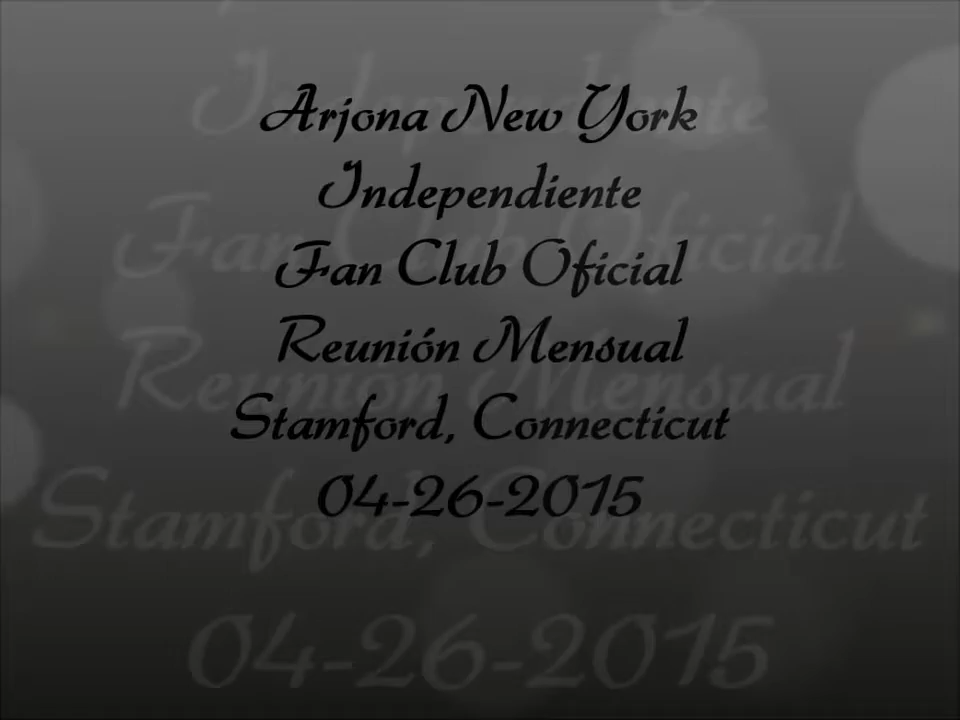 Arjona New York
Independiente
Fan Club Oficial
Reunión Mensual
Stamford, Connecticut
04-26-2015